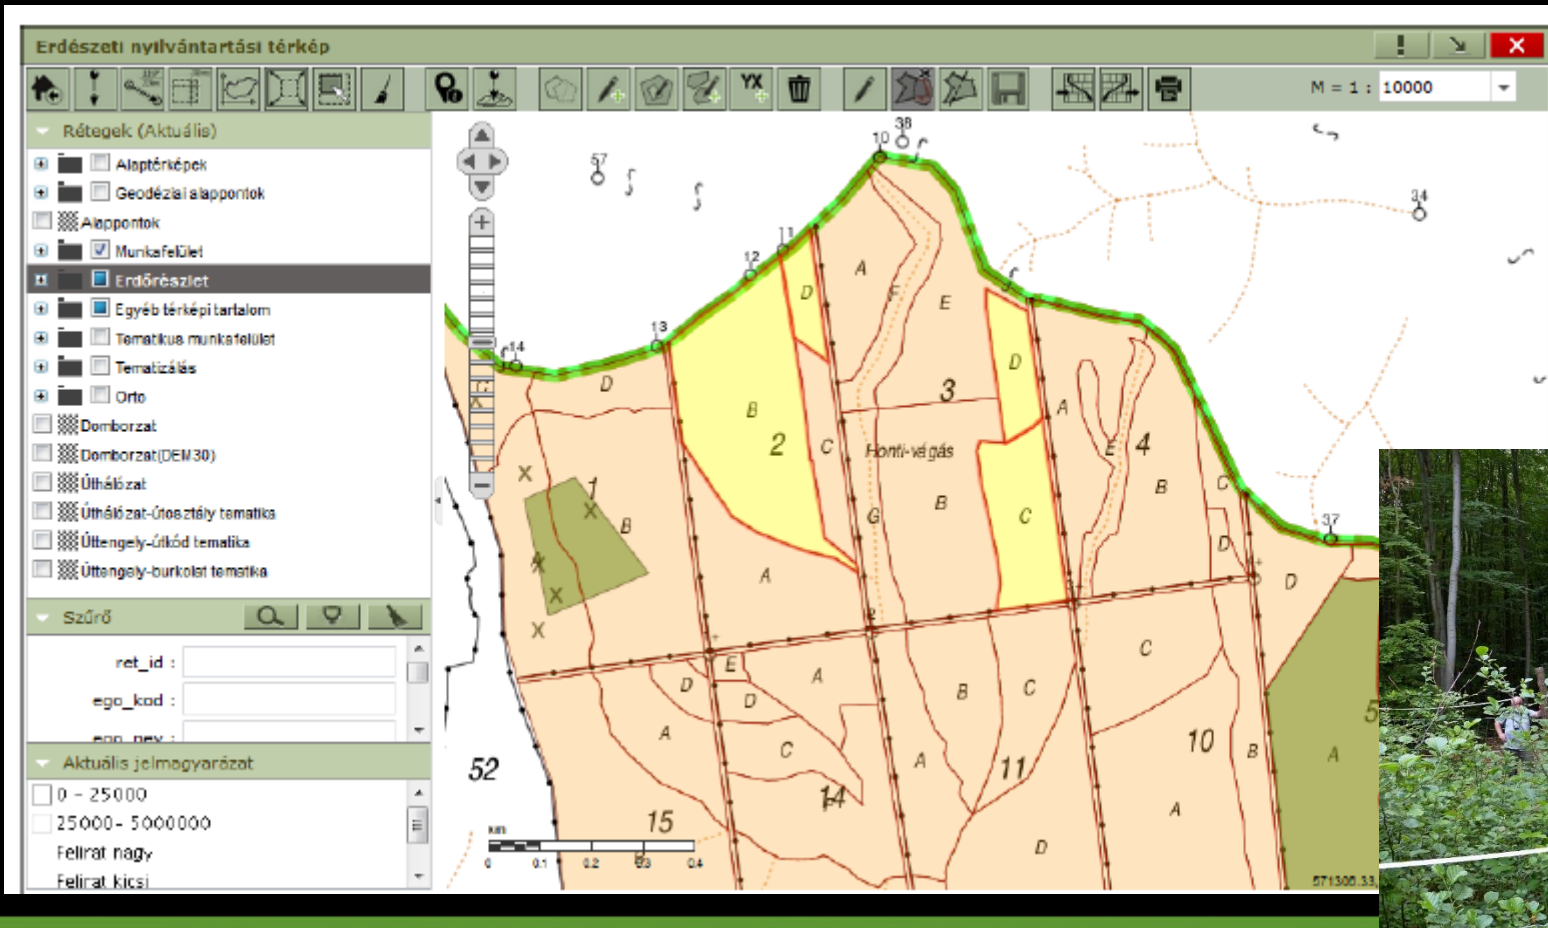 Erdészeti nyilvántartási térkép
M = 1 : 10000
Rétegek (Aktuális)
Alaptérképek
Geodéziai alappontok
Alappontok
Munkafelület
Erdőrészlet
Egyéb térképi tartalom
Tematikus munkafelület
Tematizálás
Orto
Domborzat
Domborzat(DEM30)
Úthálózat
Úthálózat-útosztály tematika
Úttengely-útkód tematika
Úttengely-burkolat tematika
Szűrő
ret_id :
ego_kod :
Aktuális jelmagyarázat
0 - 25000
25000- 5000000
Felirat nagy
Felirat kicsi
YX
38
10
57
34
11
12
13
14
37
A
F
E
D
D
D
B
2
C
3
Honti-vágás
G
B
C
A
E
4
B
C
D
D
1
B
A
E
D
D
A
A
C
B
C
A
11
C
10
B
A
5
A
52
15
14
D
km
0 0.1 0.2 0.3 0.4
571306.33,